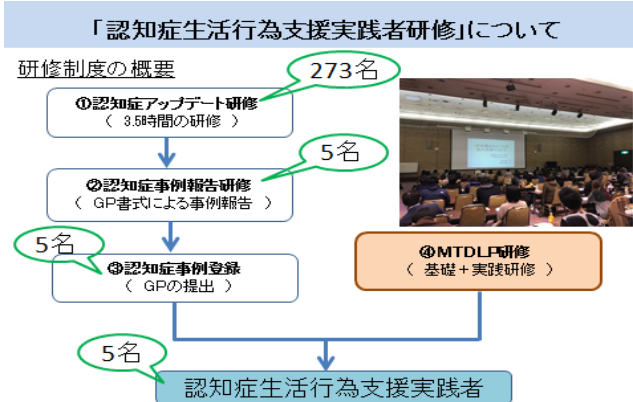 「認知症生活行為支援実践者研修」について
研修制度の概要
273名
①認知症アップデート研修
( 3.5時間の研修 )
5名
②認知症事例報告研修
( GP書式による事例報告 )
5名
③認知症事例登録
( GPの提出 )
④MTDLP研修
( 基礎+実践研修 )
5名
認知症生活行為支援実践者